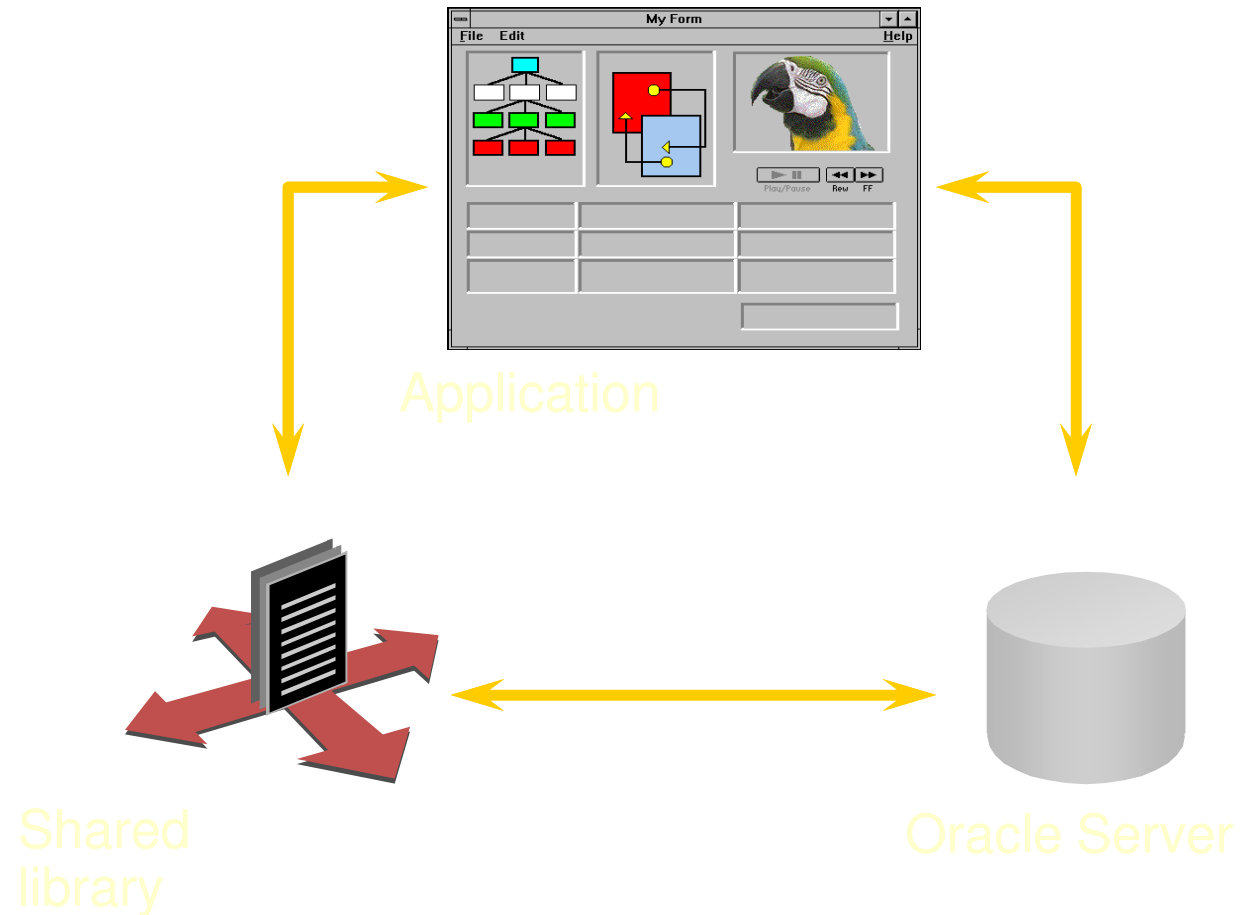 My Form
File Edit Help
Play/Pause Rew FF
Application
Shared
library
Oracle Server